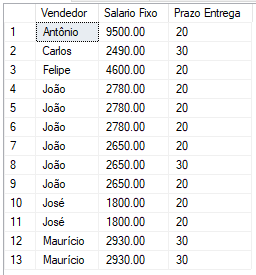 Vendedor Salario Fixo Prazo Entrega
1 Antônio 9500.00 20
2 Carlos 2490.00 30
3 Felipe 4600.00 20
4 João 2780.00 20
5 João 2780.00 20
6 João 2780.00 20
7 João 2650.00 20
8 João 2650.00 30
9 João 2650.00 20
10 José 1800.00 20
11 José 1800.00 20
12 Maurício 2930.00 30
13 Maurício 2930.00 30